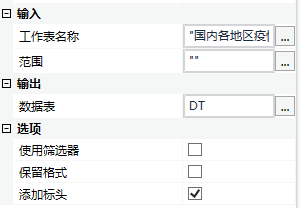 输入
工作表名称 "国内各地区疫 ...
范围 "" ...
输出
数据表 DT ...
选项
使用筛选器
保留格式
添加标头